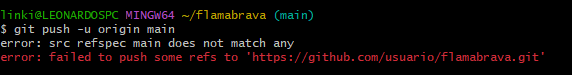 linki@LEONARDOSPC MINGW64 ~/flamabrava (main)
$ git push -u origin main
error: src refspec main does not match any
error: failed to push some refs to 'https://github.com/usuario/flamabrava.git'